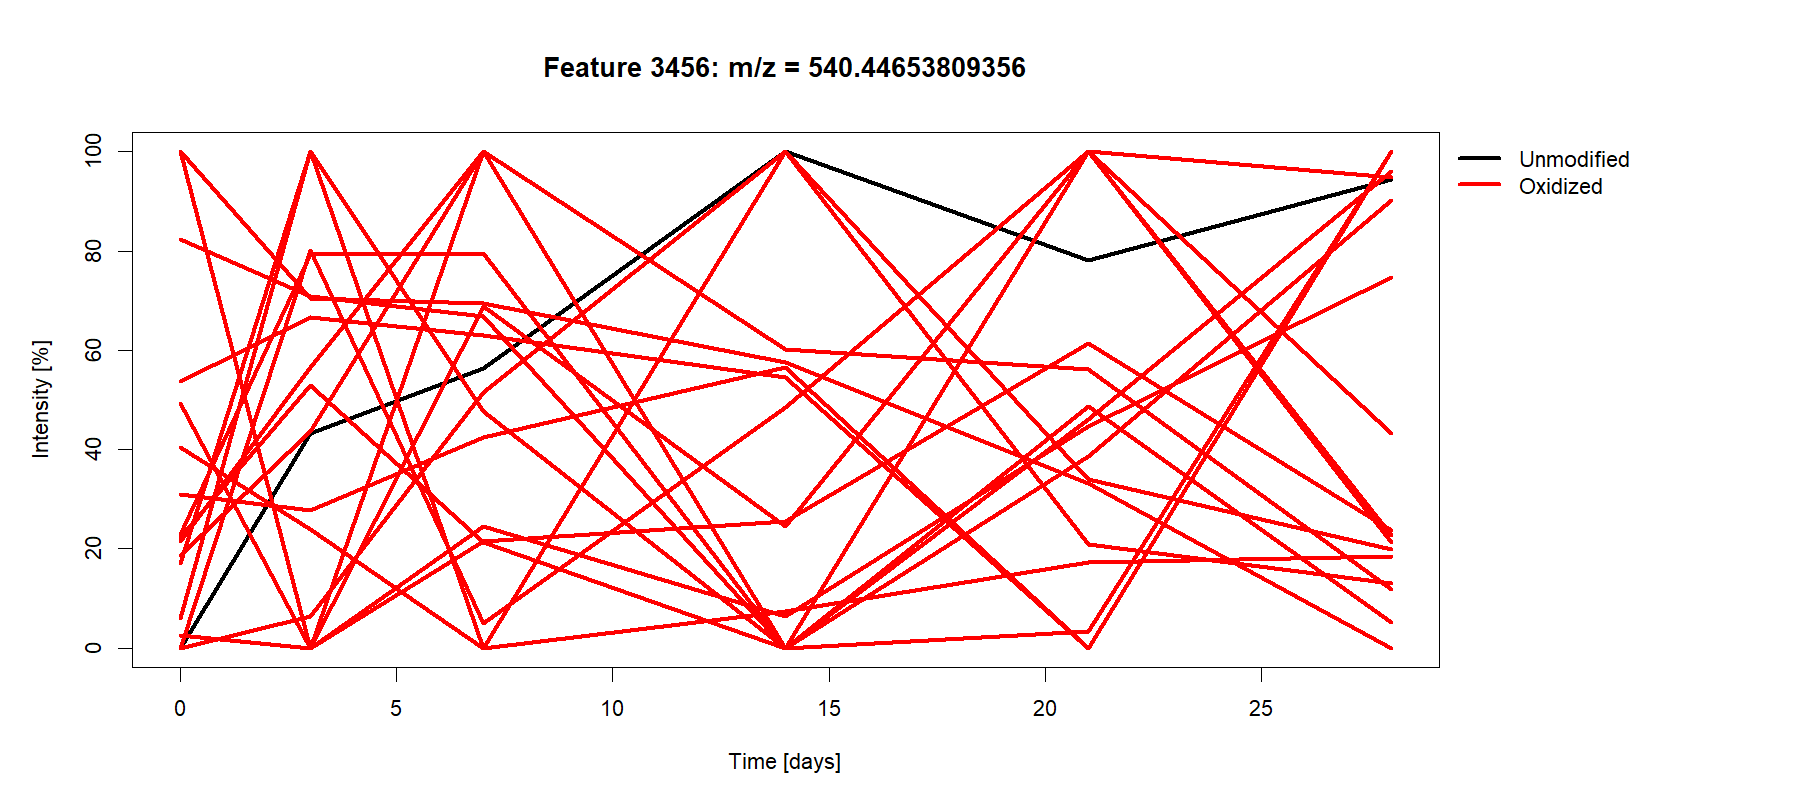 Feature 3456: m/z = 540.44653809356
Unmodified
Oxidized
Intensity [%]
100
80
60
40
20
0
0 5 10 15 20 25
Time [days]